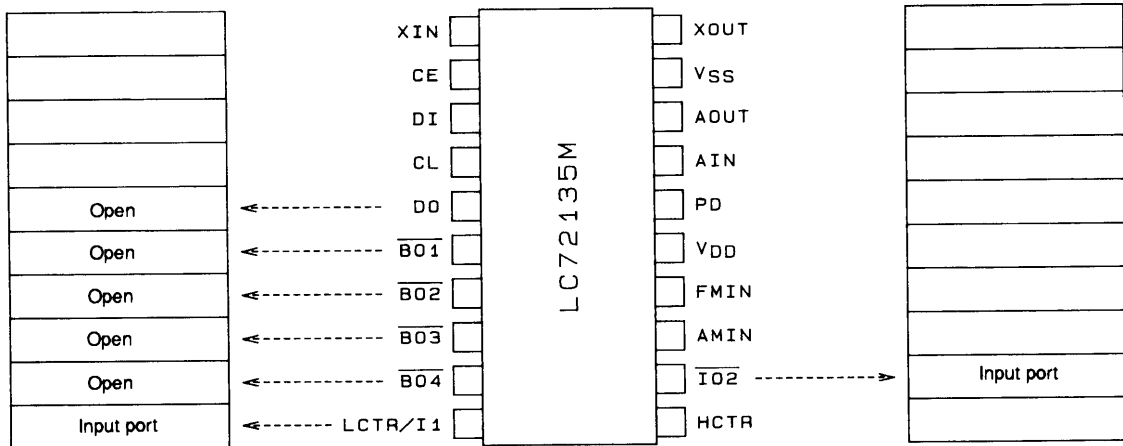 XIN
XOUT
CE
VSS
DI
AOUT
CL
AIN
Open
DO
PD
Open
BO1
VDD
Open
BO2
FMIN
Open
BO3
AMIN
Open
BO4
IO2
Input port
Input port
LCTR/I1
HCTR
LC72135M